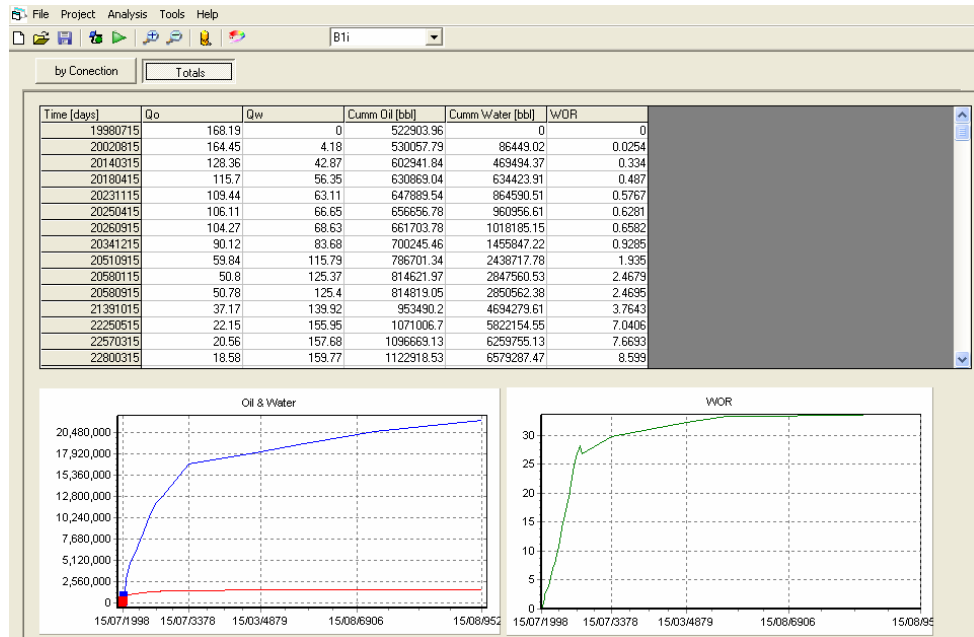 File Project Analysis Tools Help
B1i
by Conection Totals
Time [days] Qo Qw Cumm Oil [bbl] Cumm Water [bbl] WOR
19980715 168.19 0 522903.96 0 0
20020815 164.45 4.18 530057.79 86449.02 0.0254
20140315 128.36 42.87 602941.84 469494.37 0.334
20180415 115.7 56.35 630869.04 634423.91 0.487
20231115 109.44 63.11 647889.54 864590.51 0.5767
20250415 106.11 66.65 656656.78 960956.61 0.6281
20260915 104.27 68.63 661703.78 1018185.15 0.6582
20341215 90.12 83.68 700245.46 1455847.22 0.9285
20510915 59.84 115.79 786701.34 2438717.78 1.935
20580115 50.8 125.37 814621.97 2847560.53 2.4679
20580915 50.78 125.4 814819.05 2850562.38 2.4695
21391015 37.17 139.92 953490.2 4694279.61 3.7643
22250515 22.15 155.95 1071006.7 5822154.55 7.0406
22570315 20.56 157.68 1096669.13 6259755.13 7.6693
22800315 18.58 159.77 1122918.53 6579287.47 8.599
Oil & Water
20,480,000
17,920,000
15,360,000
12,800,000
10,240,000
7,680,000
5,120,000
2,560,000
0
15/07/1998 15/07/3378 15/03/4879 15/08/6906 15/08/952
WOR
30
25
20
15
10
5
0
15/07/1998 15/07/3378 15/03/4879 15/08/6906 15/08/95